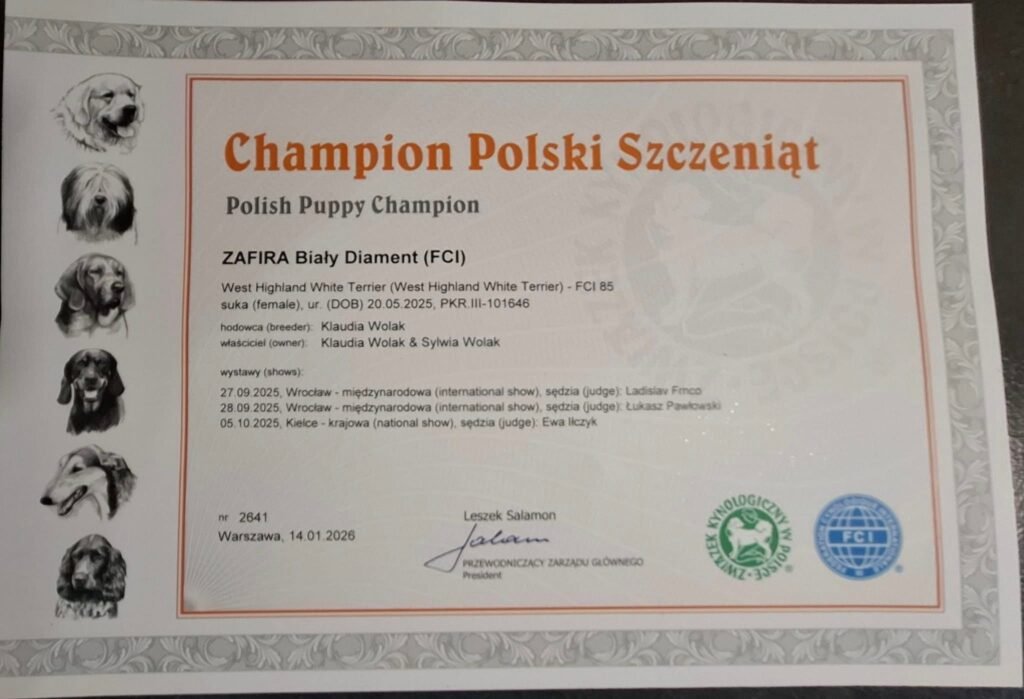 Champion Polski Szczeniąt
Polish Puppy Champion
ZAFIRA Biały Diament (FCI)
West Highland White Terrier (West Highland White Terrier) - FCI 85
suka (female), ur. (DOB) 20.05.2025, PKR.III-101646
hodowca (breeder): Klaudia Wolak
właściciel (owner): Klaudia Wolak & Sylwia Wolak
wystawy (shows):
27.09.2025, Wrocław - międzynarodowa (international show), sędzia (judge): Ladislav
28.09.2025, Wrocław - międzynarodowa (international show), sędzia (judge): Łukasz Pawłowski
05.10.2025, Kielce - krajowa (national show), sędzia (judge): Ewa Ilczyk
nr 2641
Warszawa, 14.01.2026
Leszek Salamon
PRZEWODNICZĄCY ZARZĄDU GŁÓWNEGO
President
ZWIĄZEK KYNOLOGICZNY W POLSCE
FCI